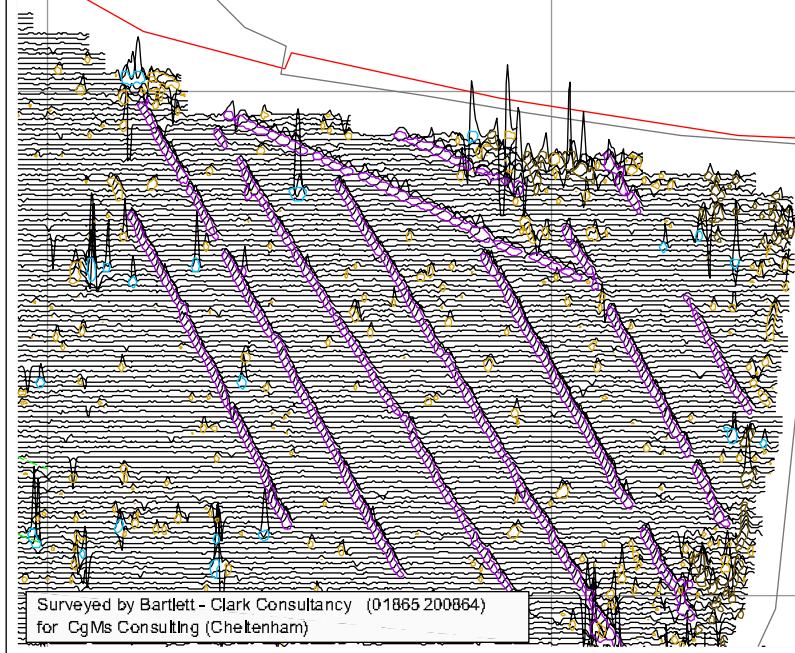 Surveyed by Bartlett - Clark Consultancy (01865 200864)
for CgMs Consulting (Cheltenham)